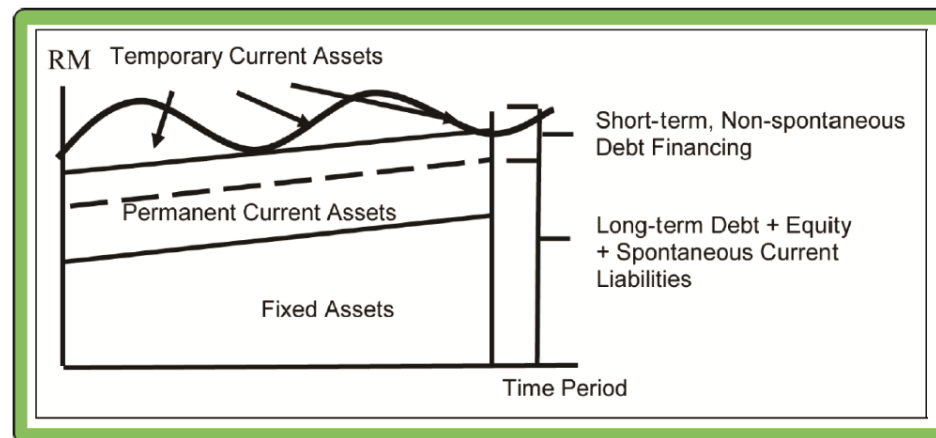 RM
Temporary Current Assets
Short-term, Non-spontaneous
Debt Financing
Permanent Current Assets
Long-term Debt + Equity
+ Spontaneous Current
Liabilities
Fixed Assets
Time Period